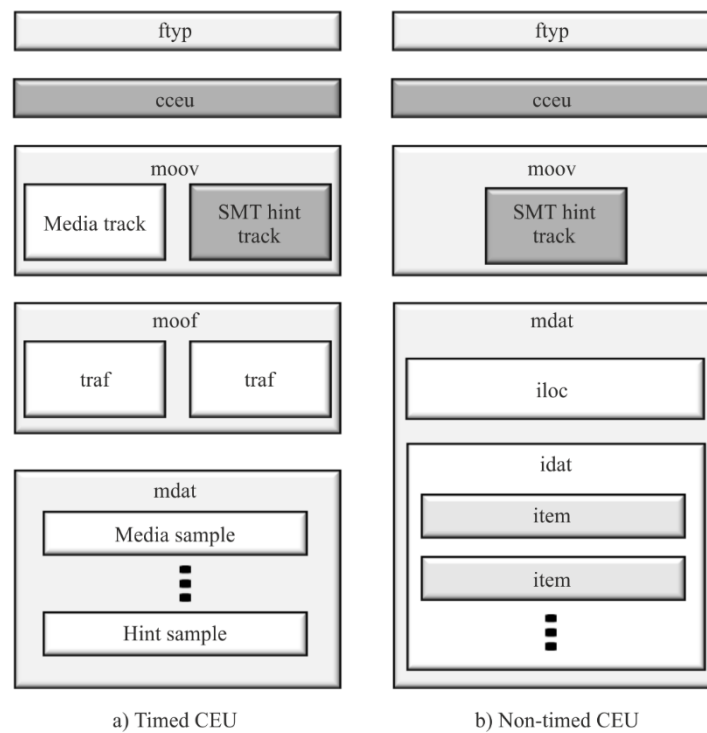 ftyp
cceu
moov
Media track
SMT hint
track
moof
traf
traf
mdat
Media sample
Hint sample
a) Timed CEU
ftyp
cceu
moov
SMT hint
track
mdat
iloc
idat
item
item
b) Non-timed CEU